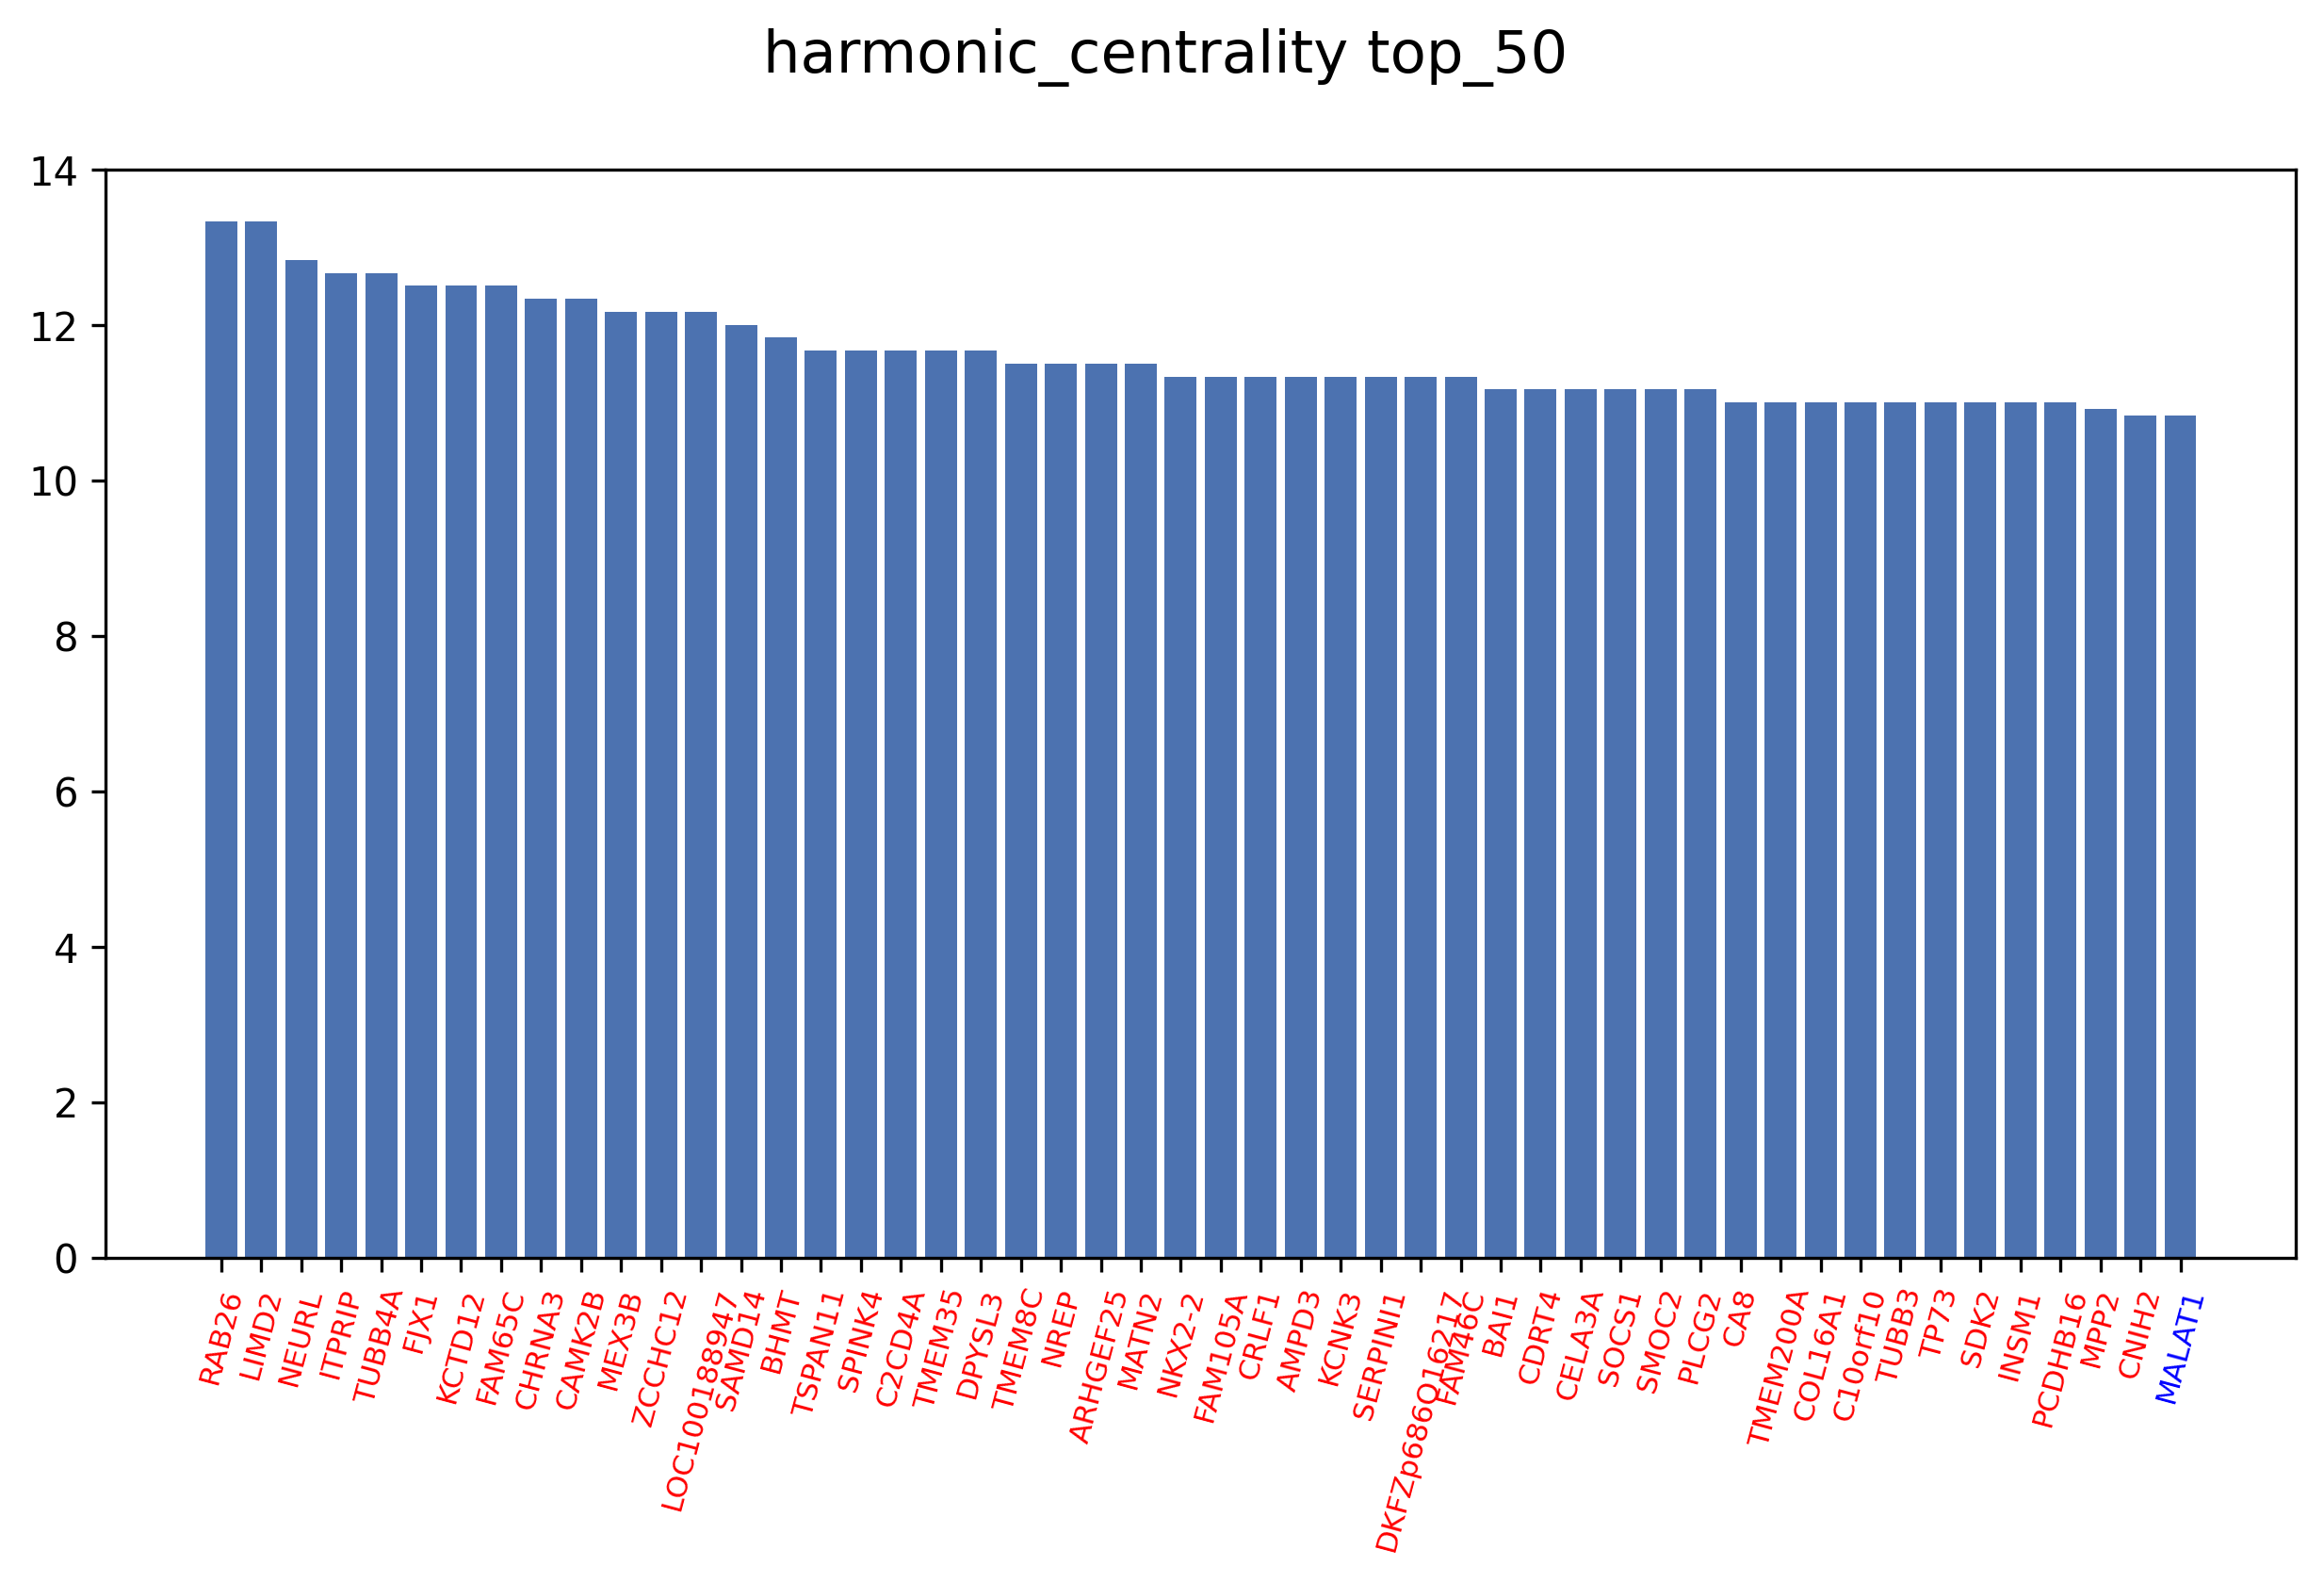 harmonic_centrality top_50
14
12
10
8
6
4
2
0
RAB26
LIMD2
NEURL
ITPRIP
TUBB4A
FJX1
KCTD12
FAM65C
CHRNA3
CAMK2B
MEX3B
ZCCHC12
LOC100188947
SAMD14
BHMT
TSPAN11
SPINK4
C2CD4A
TMEM35
DPYSL3
TMEM8C
NREP
ARHGEF25
MATN2
NKX2-2
FAM105A
CRLF1
AMPD3
KCNK3
SERPINI1
DKFZp686O16217
FAM46C
BAI1
CDRT4
CELA3A
SOCS1
SMOC2
PLCG2
CA8
TMEM200A
COL16A1
C10orf10
TUBB3
TP73
SDK2
INSM1
PCDHB16
MPP2
CNIH2
MALAT1